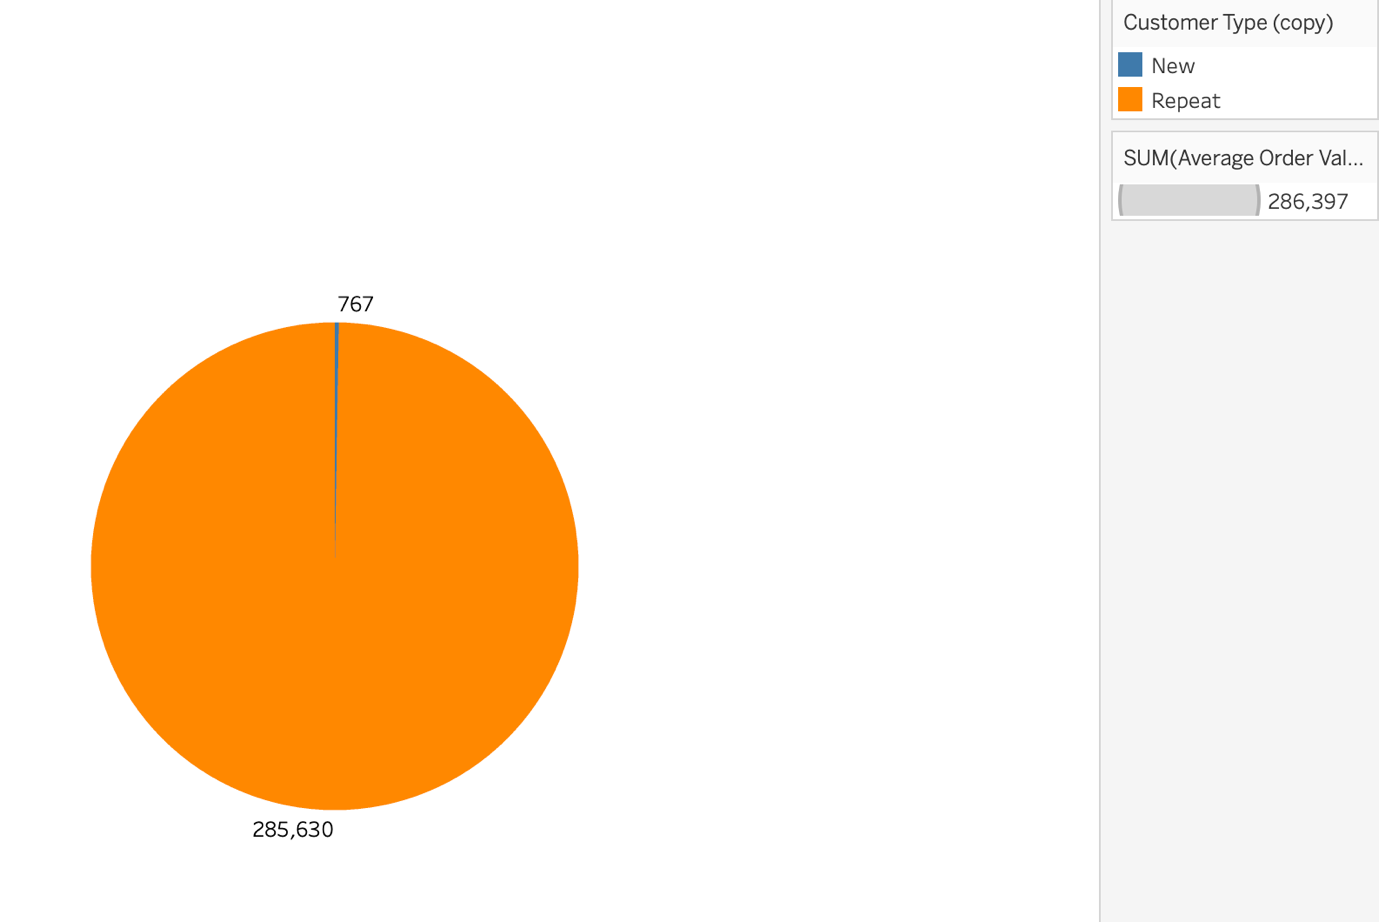 Customer Type (copy)
New
Repeat
SUM(Average Order Val...
286,397
767
285,630